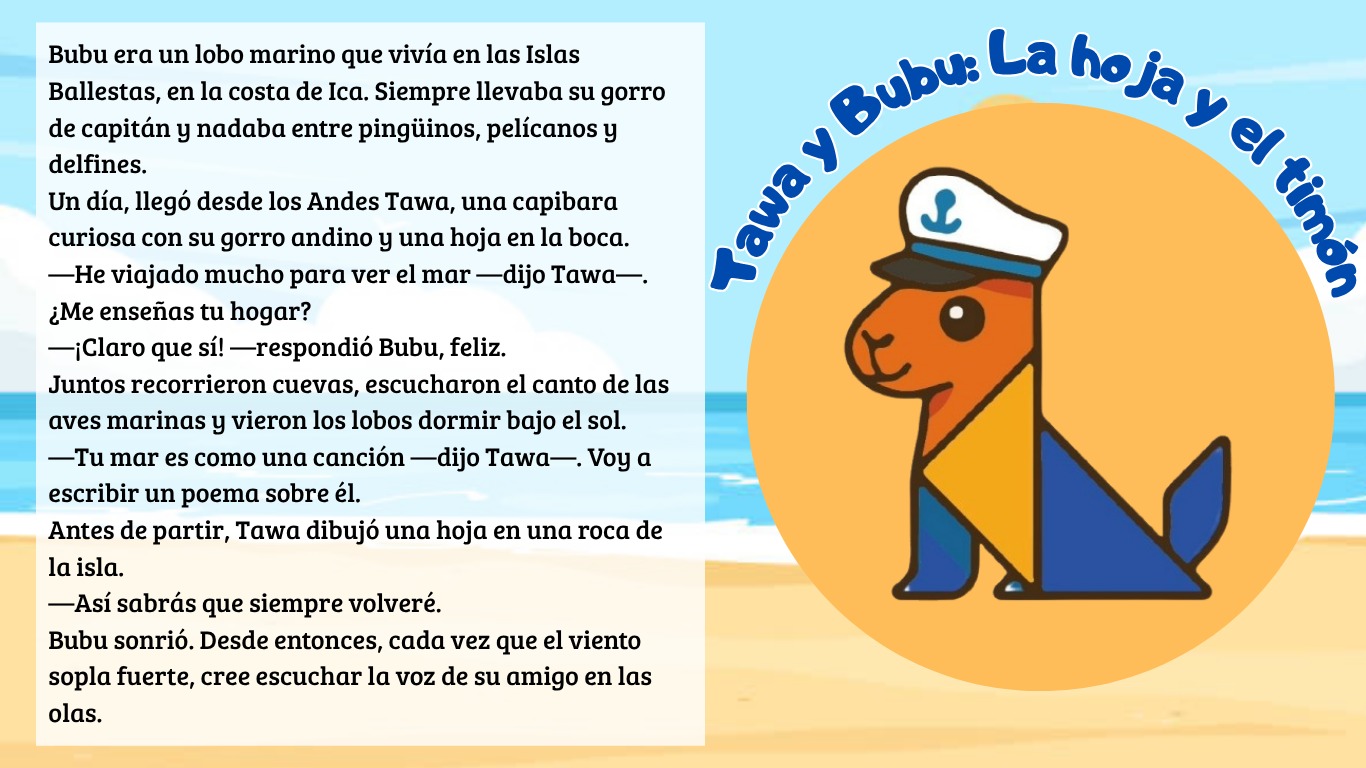 Tawa y Bubu: La hoja y el timón
Bubu era un lobo marino que vivía en las Islas
Ballestas, en la costa de Ica. Siempre llevaba su gorro
de capitán y nadaba entre pingüinos, pelícanos y
delfines.
Un día, llegó desde los Andes Tawa, una capibara
curiosa con su gorro andino y una hoja en la boca.
—He viajado mucho para ver el mar —dijo Tawa—.
¿Me enseñas tu hogar?
—¡Claro que sí! —respondió Bubu, feliz.
Juntos recorrieron cuevas, escucharon el canto de las
aves marinas y vieron los lobos dormir bajo el sol.
—Tu mar es como una canción —dijo Tawa—. Voy a
escribir un poema sobre él.
Antes de partir, Tawa dibujó una hoja en una roca de
la isla.
—Así sabrás que siempre volveré.
Bubu sonrió. Desde entonces, cada vez que el viento
sopla fuerte, cree escuchar la voz de su amigo en las
olas.